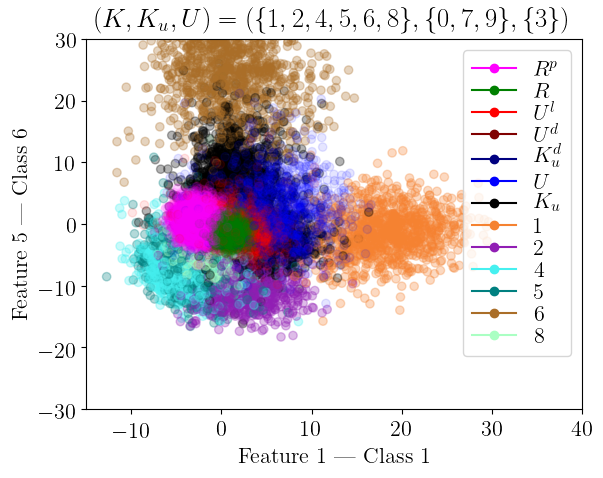 (K, K_u, U) = ({1, 2, 4, 5, 6, 8}, {0, 7, 9}, {3})
30
20
10
0
−10
−20
−30
Feature 5 — Class 6
−10
0
10
20
30
40
Feature 1 — Class 1
R^p
R
U^l
U^d
K_u^d
U
K_u
1
2
4
5
6
8